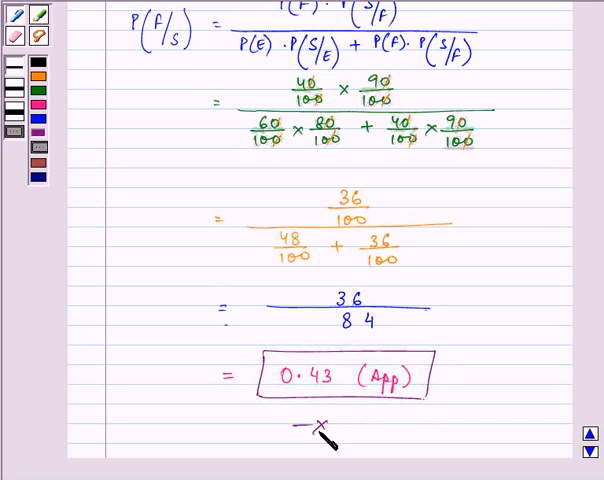 P(F) · P(S/F)
P(F/S) = P(E) · P(S/E) + P(F) · P(S/F)
40/100 × 90/100
= 60/100 × 80/100 + 40/100 × 90/100
36/100
= 48/100 + 36/100
= 36
84
= 0.43 (App)
— x